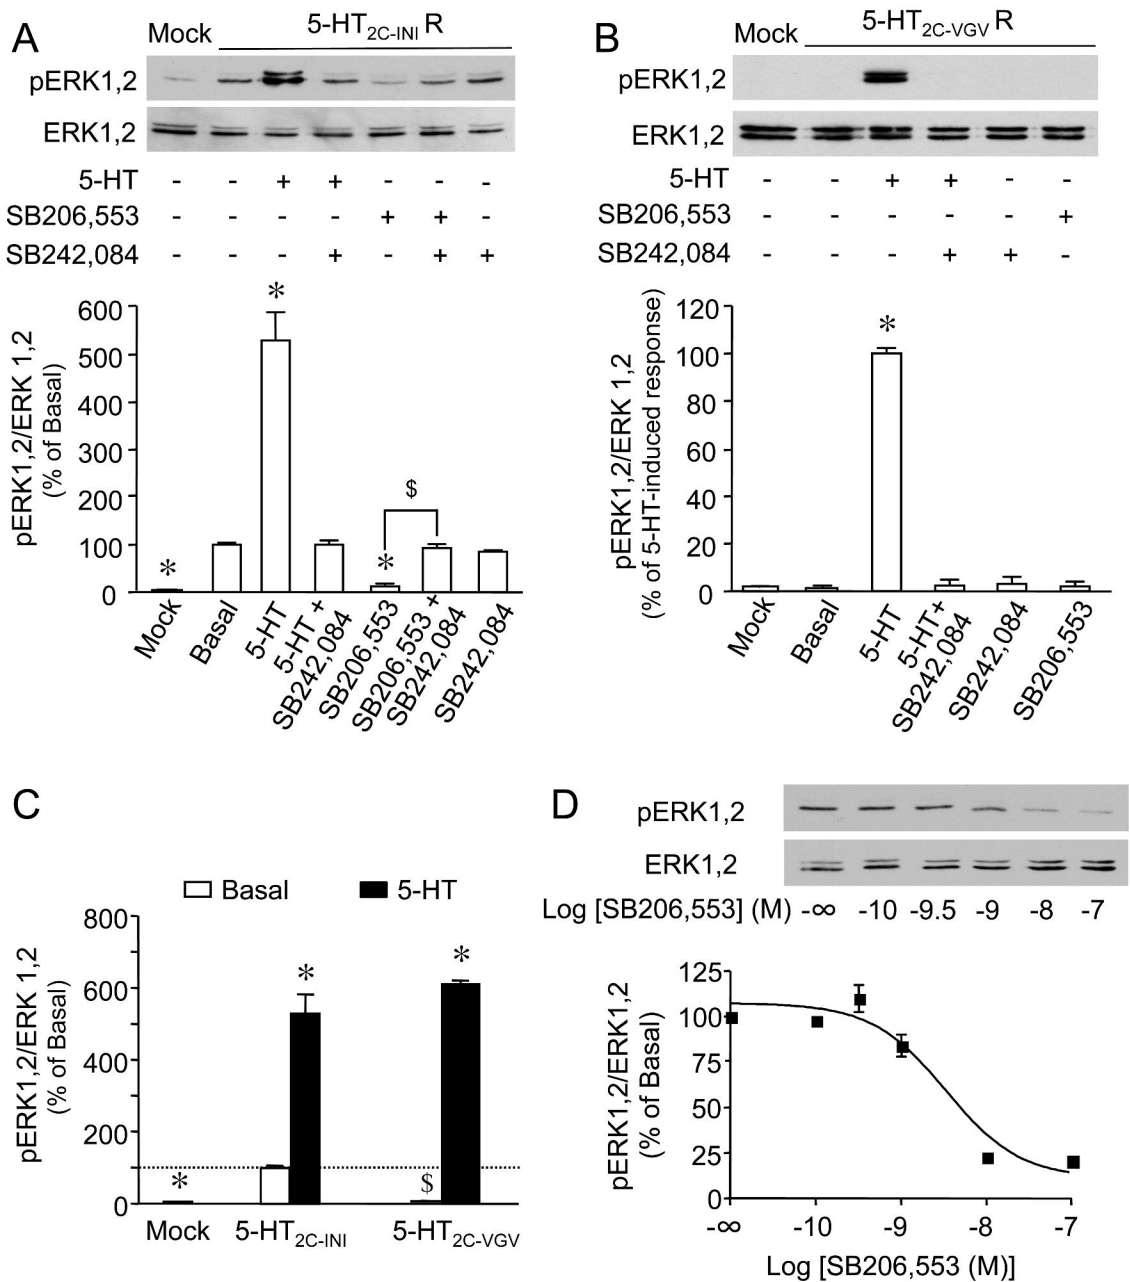 A
Mock 5-HT2C-INI R
pERK1,2
ERK1,2
5-HT - - + + - - -
SB206,553 - - - - + + -
SB242,084 - - - + - + +
pERK1,2/ERK 1,2
(% of Basal)
600
500
400
300
200
100
0
*
*
*
$
Mock
Basal
5-HT
5-HT +
SB242,084
SB206,553
SB206,553 +
SB242,084
SB242,084
B
Mock 5-HT2C-VGV R
pERK1,2
ERK1,2
5-HT - - + + - -
SB206,553 - - - - - +
SB242,084 - - - + + -
pERK1,2/ERK 1,2
(% of 5-HT-induced response)
120
100
80
60
40
20
0
*
Mock
Basal
5-HT
5-HT+
SB242,084
SB242,084
SB206,553
C
Basal 5-HT
pERK1,2/ERK 1,2
(% of Basal)
800
600
400
200
0
* * $ *
Mock 5-HT2C-INI 5-HT2C-VGV
D
pERK1,2
ERK1,2
Log [SB206,553] (M) -∞ -10 -9.5 -9 -8 -7
pERK1,2/ERK1,2
(% of Basal)
125
100
75
50
25
0
-∞ -10 -9 -8 -7
Log [SB206,553 (M)]